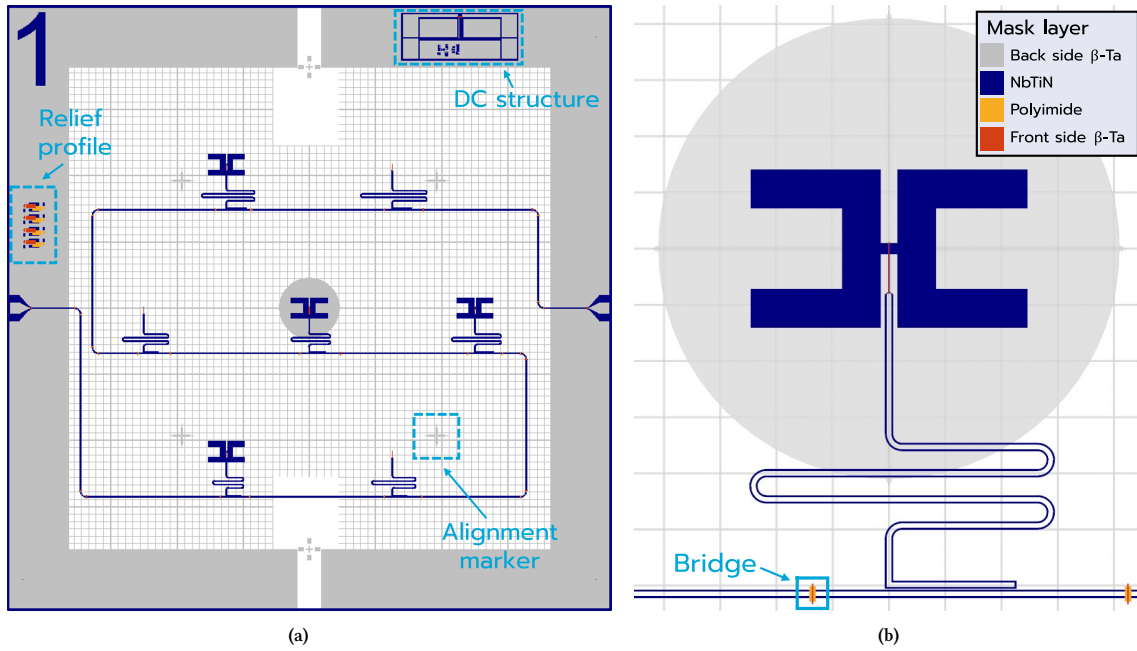 1
DC structure
Relief
profile
Alignment
marker
(a)
Mask layer
Back side β-Ta
NbTiN
Polyimide
Front side β-Ta
Bridge
(b)